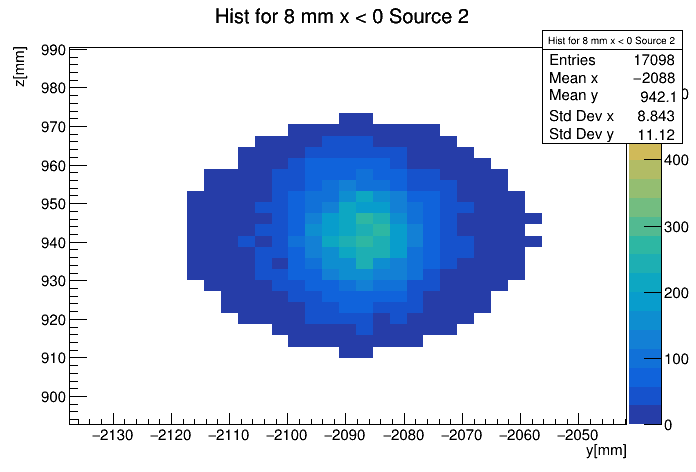 Hist for 8 mm x < 0 Source 2
Hist for 8 mm x < 0 Source 2
Entries 17098
Mean x −2088
Mean y 942.1
Std Dev x 8.843
Std Dev y 11.12
z[mm]
990
980
970
960
950
940
930
920
910
900
−2130 −2120 −2110 −2100 −2090 −2080 −2070 −2060 −2050
y[mm]
0
400
300
200
100
0